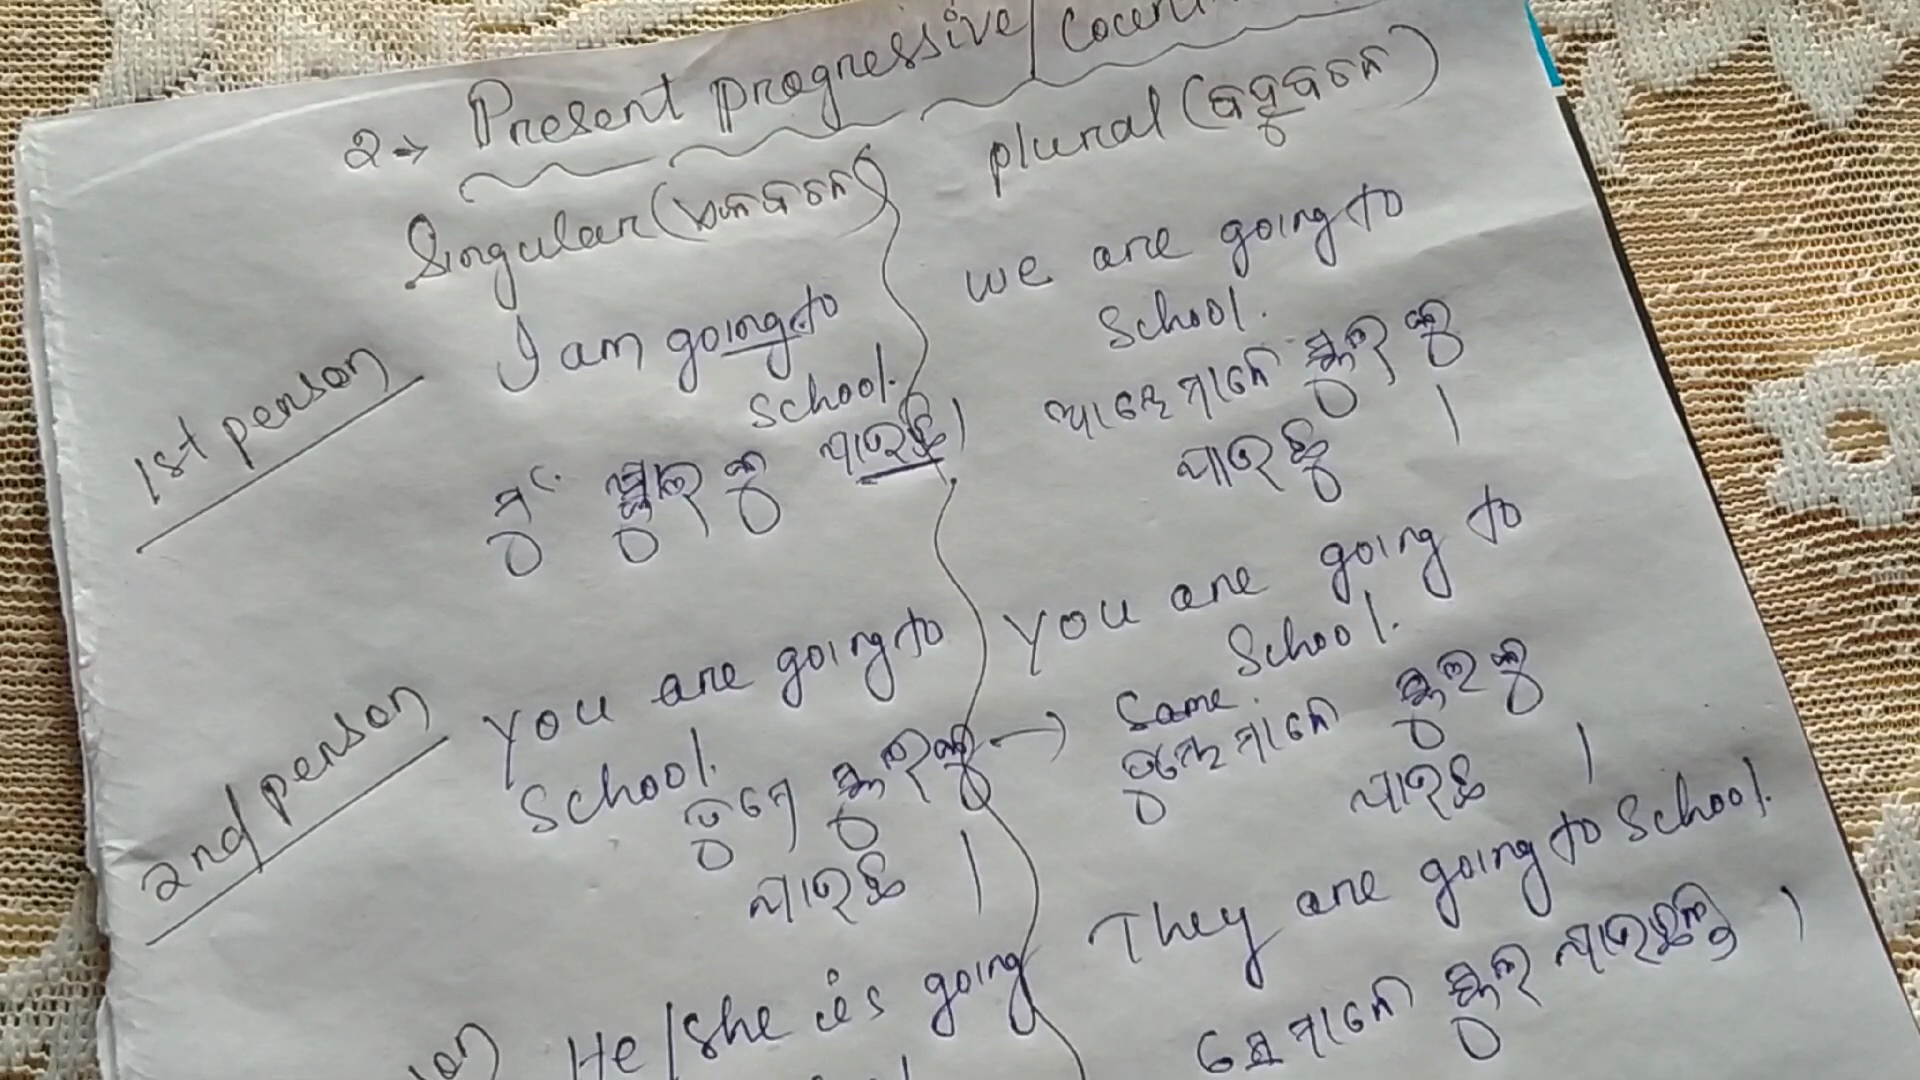 2→ Present progressive/
Singular (ଏକବଚନ)
plural (ବହୁବଚନ)
1st person
I am going to
School.
ମୁଁ ସ୍କୁଲକୁ ଯାଉଛି।
we are going to
School.
ଆମ୍ଭେମାନେ ସ୍କୁଲକୁ
ଯାଉଛୁ ।
2nd person
you are going to
School.
ତୁମେ ସ୍କୁଲକୁ →
ଯାଉଛ ।
you are going to
School.
Same.
ତୁମ୍ଭେମାନେ ସ୍କୁଲକୁ
ଯାଉଛ ।
He/She is going
They are going to School.
ସେମାନେ ସ୍କୁଲ ଯାଉଛନ୍ତି ।